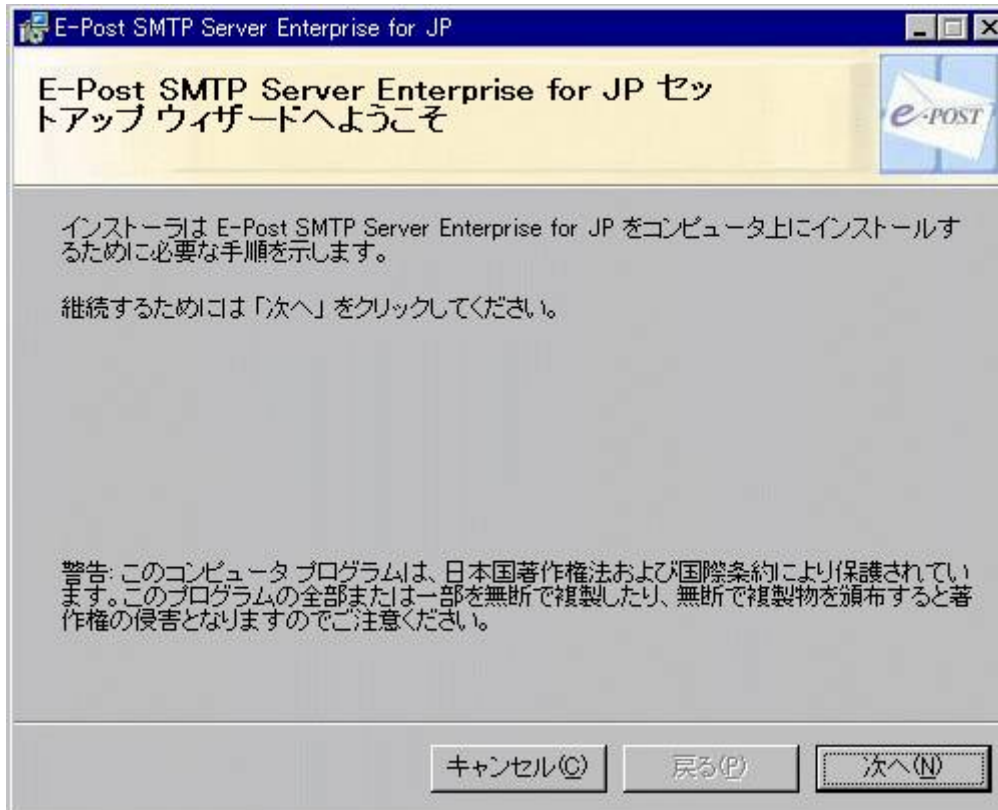 E-Post SMTP Server Enterprise for JP
E-Post SMTP Server Enterprise for JP セッ
トアップ ウィザードへようこそ
e-POST
インストーラは E-Post SMTP Server Enterprise for JP をコンピュータ上にインストールす
るために必要な手順を示します。
継続するためには「次へ」をクリックしてください。
警告: このコンピュータ プログラムは、日本国著作権法および国際条約により保護されてい
ます。このプログラムの全部または一部を無断で複製したり、無断で複製物を頒布すると著
作権の侵害となりますのでご注意ください。
キャンセル(C)
戻る(P)
次へ(N)